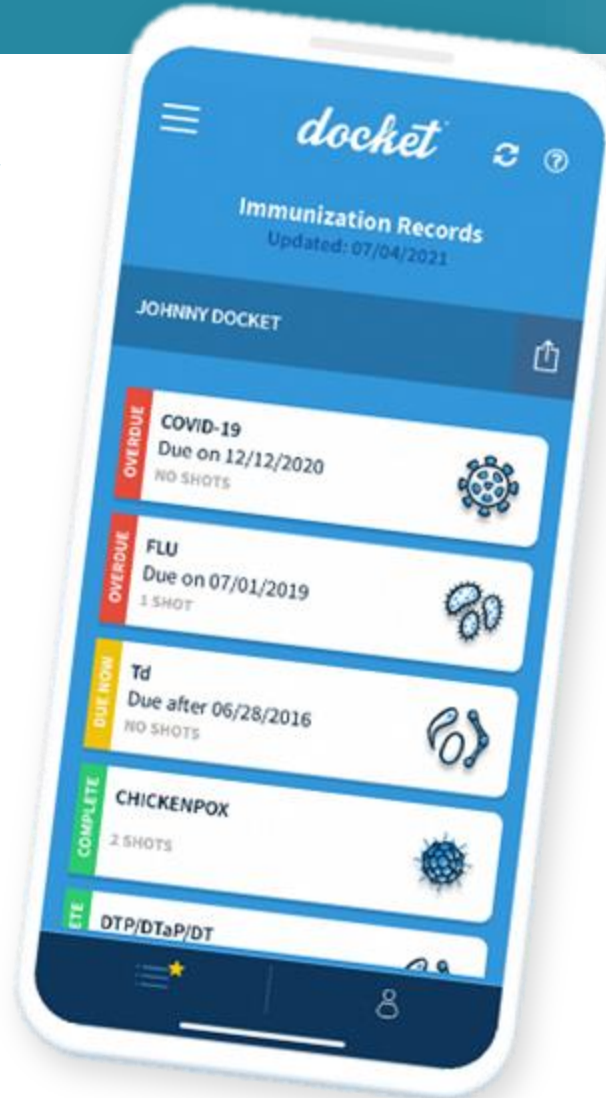 docket
Immunization Records
Updated: 07/04/2021
JOHNNY DOCKET
OVERDUE
COVID-19
Due on 12/12/2020
NO SHOTS
OVERDUE
FLU
Due on 07/01/2019
1 SHOT
DUE NOW
Td
Due after 06/28/2016
NO SHOTS
COMPLETE
CHICKENPOX
2 SHOTS
ETE
DTP/DTaP/DT